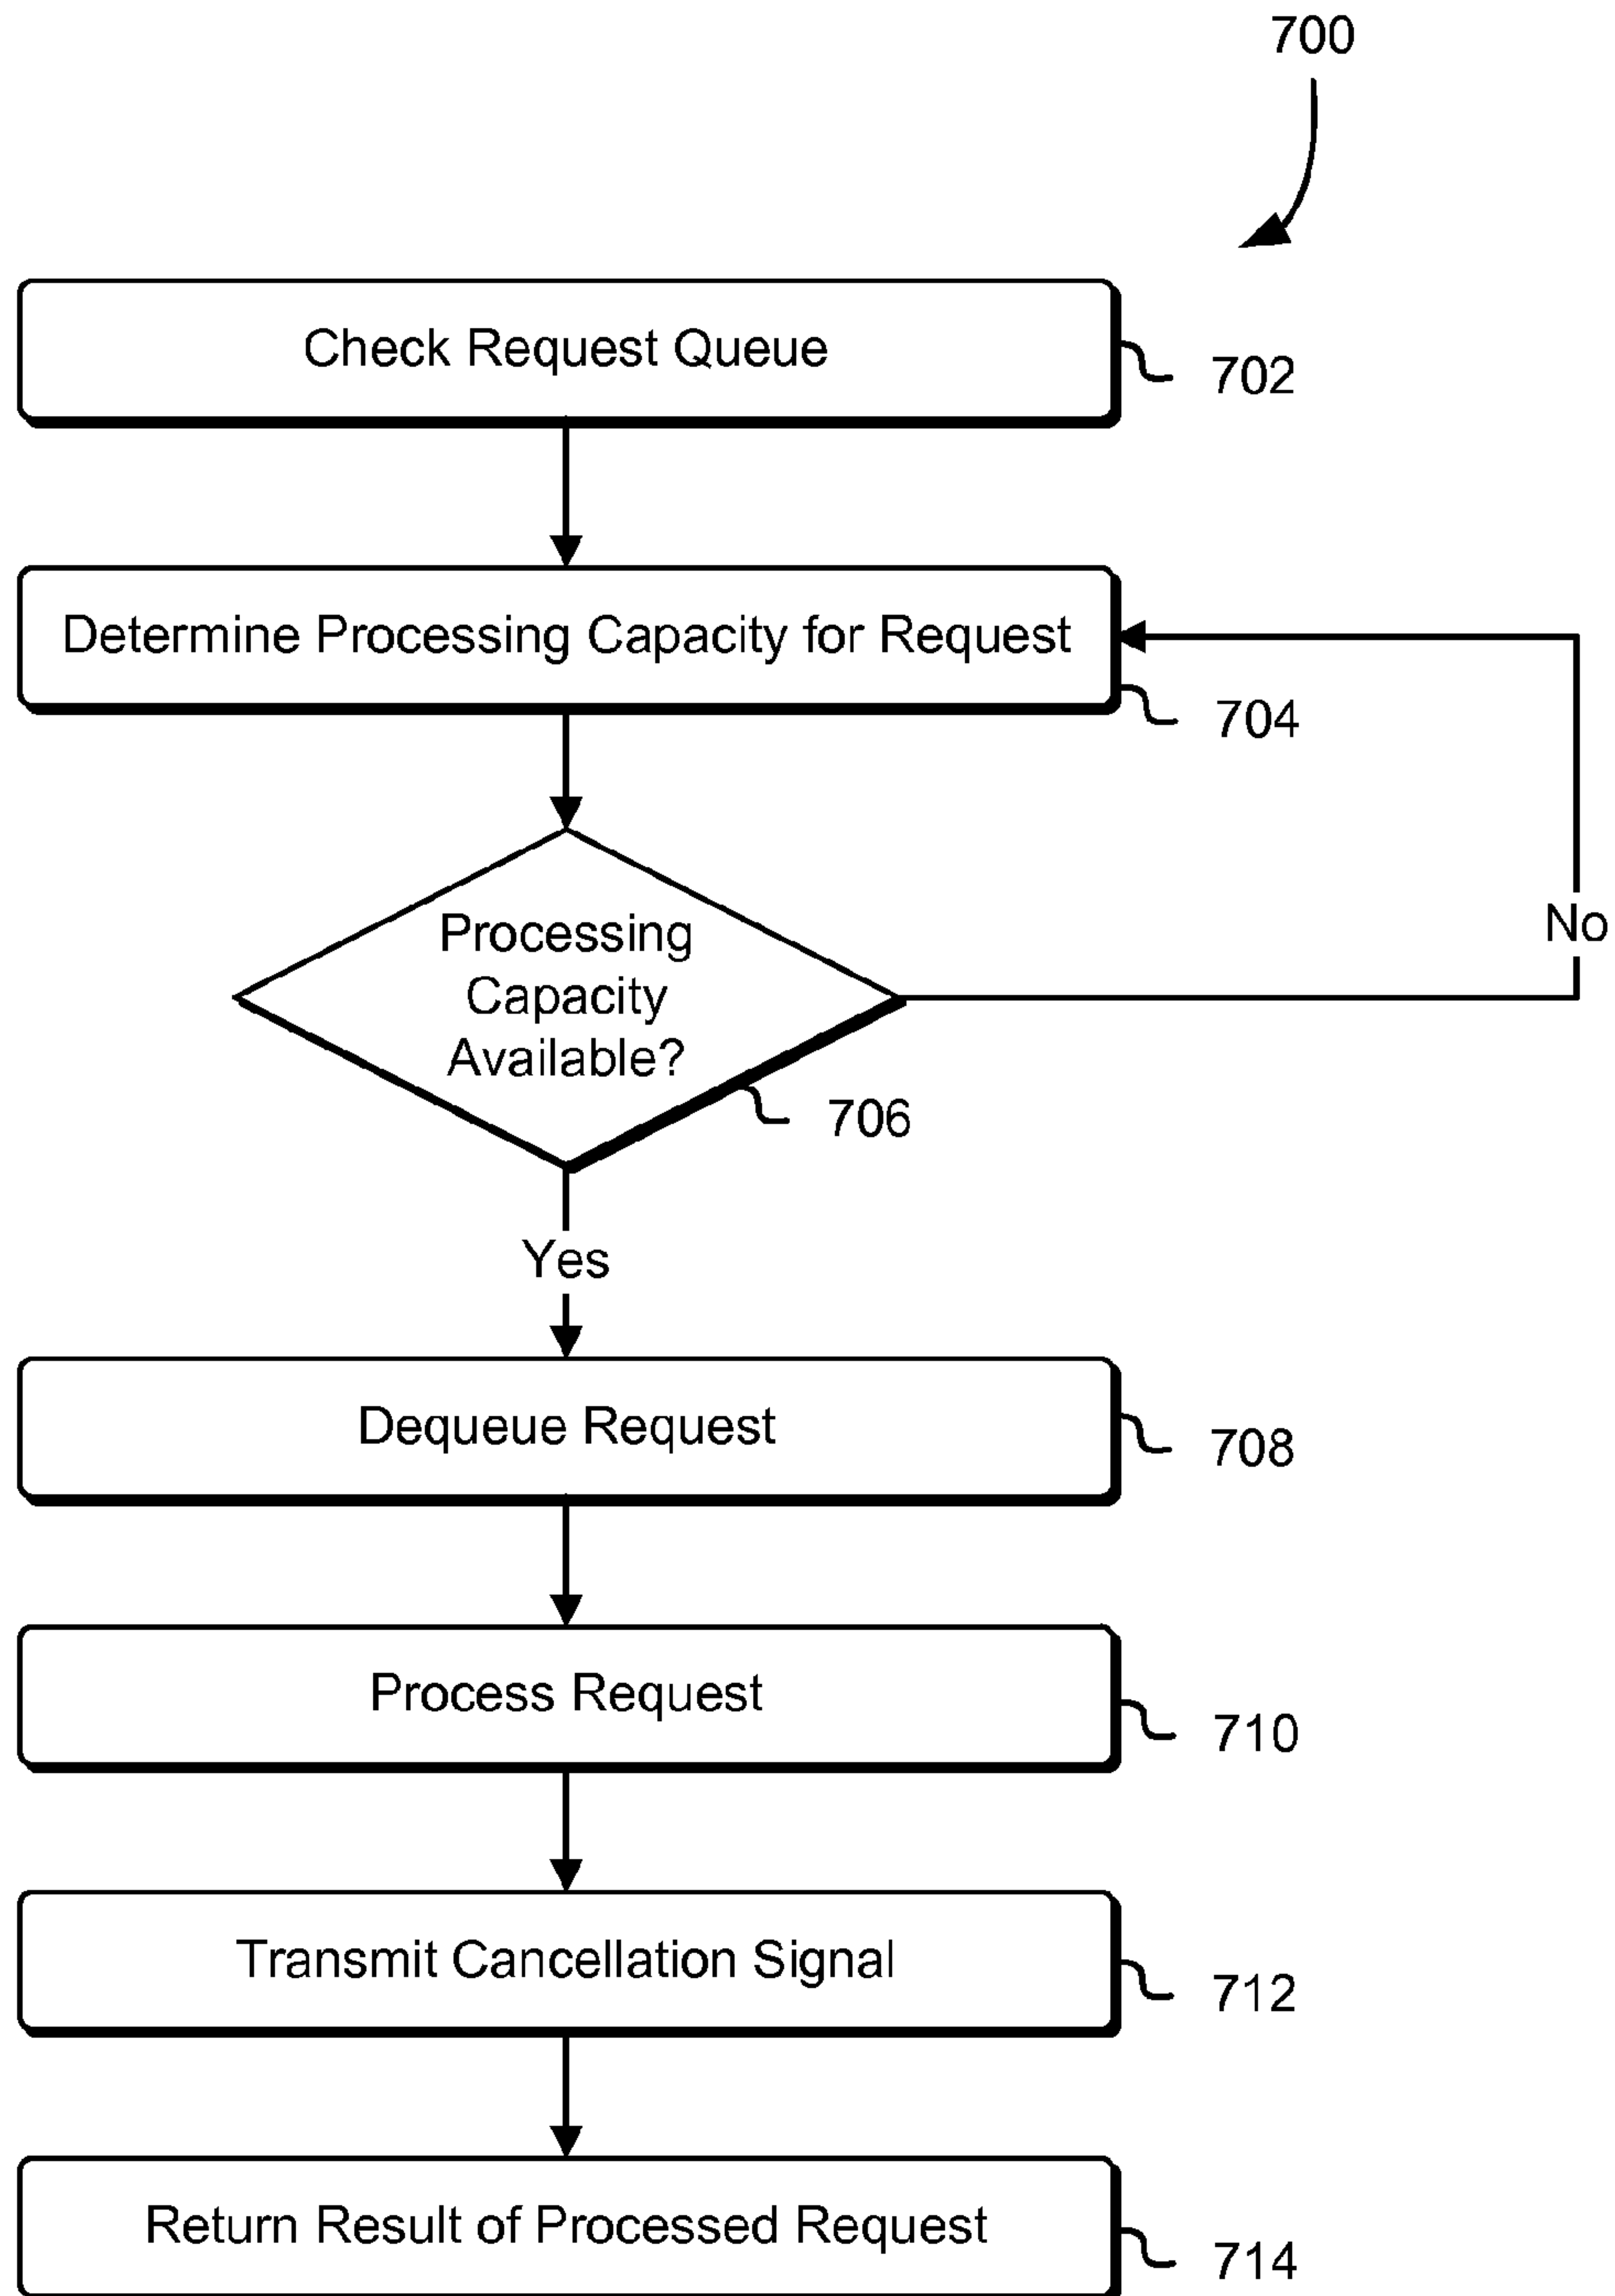 700
Check Request Queue
702
Determine Processing Capacity for Request
704
Processing
Capacity
Available?
No
706
Yes
Dequeue Request
708
Process Request
710
Transmit Cancellation Signal
712
Return Result of Processed Request
714